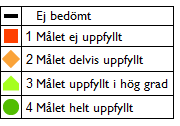 Ej bedömt
1 Målet ej uppfyllt
2 Målet delvis uppfyllt
3 Målet uppfyllt i hög grad
4 Målet helt uppfyllt